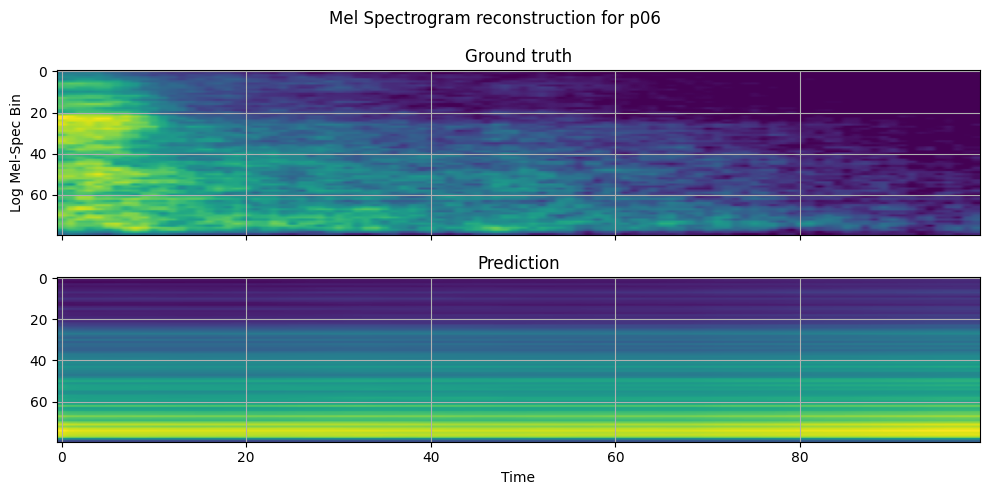 Mel Spectrogram reconstruction for p06
Ground truth
0
20
40
60
Log Mel-Spec Bin
Prediction
0
20
40
60
0 20 40 60 80
Time